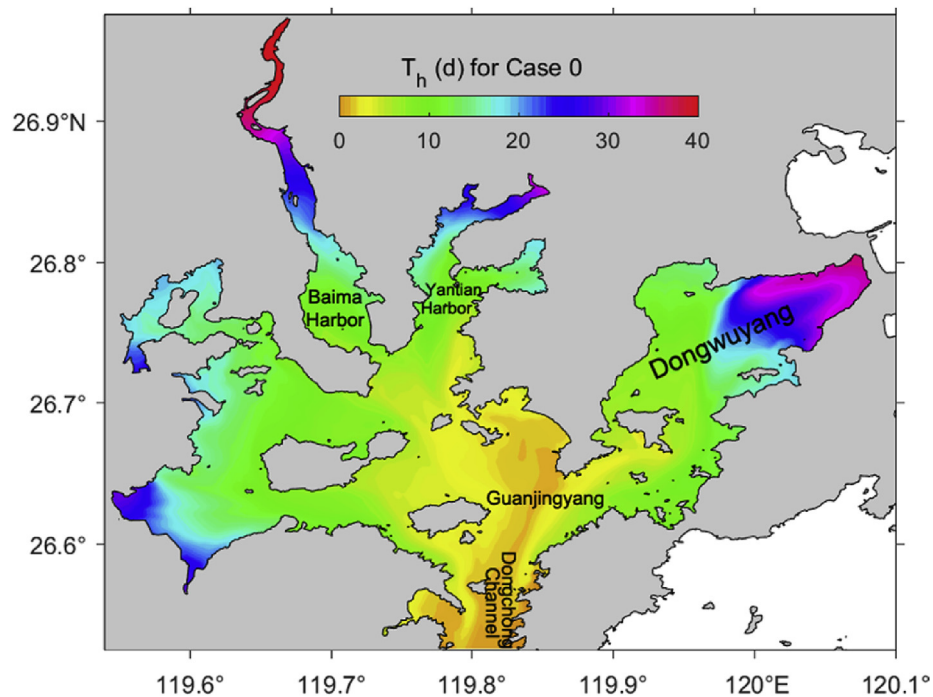 T_h (d) for Case 0
0 10 20 30 40
26.9°N
26.8°
26.7°
26.6°
Baima
Harbor
Yantian
Harbor
Dongwuyang
Guanjingyang
Dongchong
Channel
119.6° 119.7° 119.8° 119.9° 120°E 120.1°